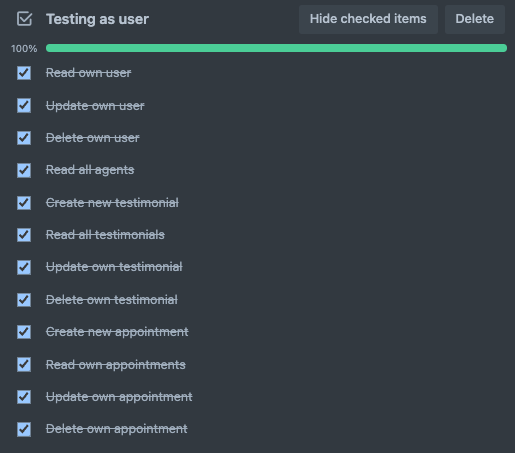 Testing as user
Hide checked items
Delete
100%
Read own user
Update own user
Delete own user
Read all agents
Create new testimonial
Read all testimonials
Update own testimonial
Delete own testimonial
Create new appointment
Read own appointments
Update own appointment
Delete own appointment